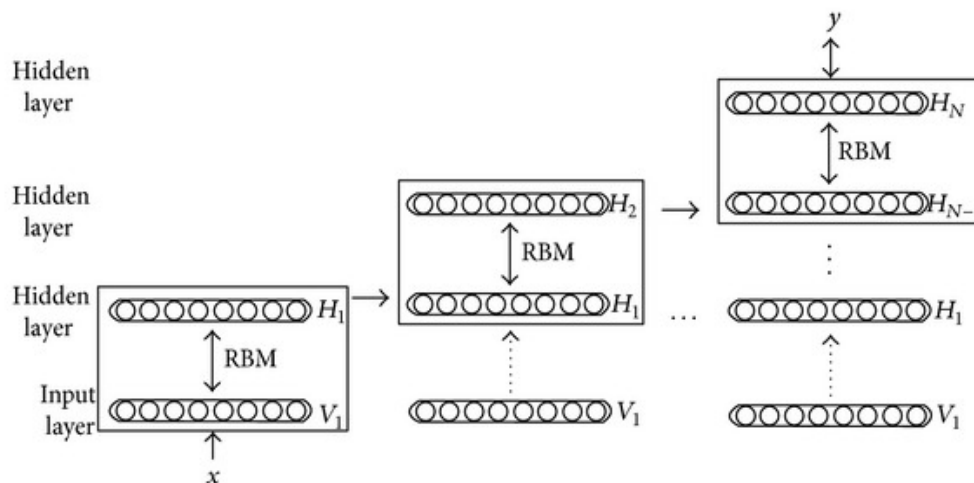 y
Hidden
layer
H_N
RBM
H_{N-
Hidden
layer
H_2
RBM
H_1
Hidden
layer
H_1
RBM
...
H_1
Input
layer
V_1
V_1
V_1
x